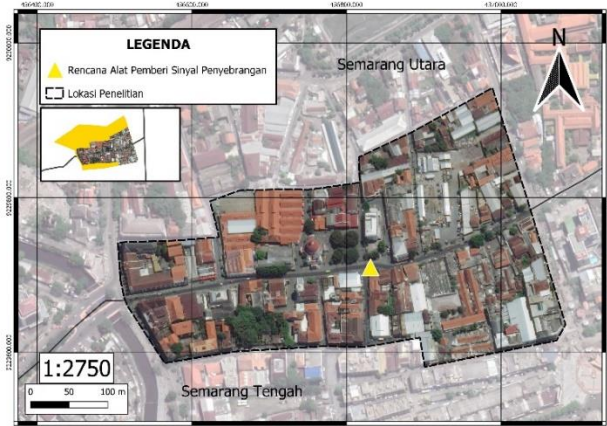 LEGENDA
Rencana Alat Pemberi Sinyal Penyebrangan
Lokasi Penelitian
N
Semarang Utara
Semarang Tengah
1:2750
0 50 100 m